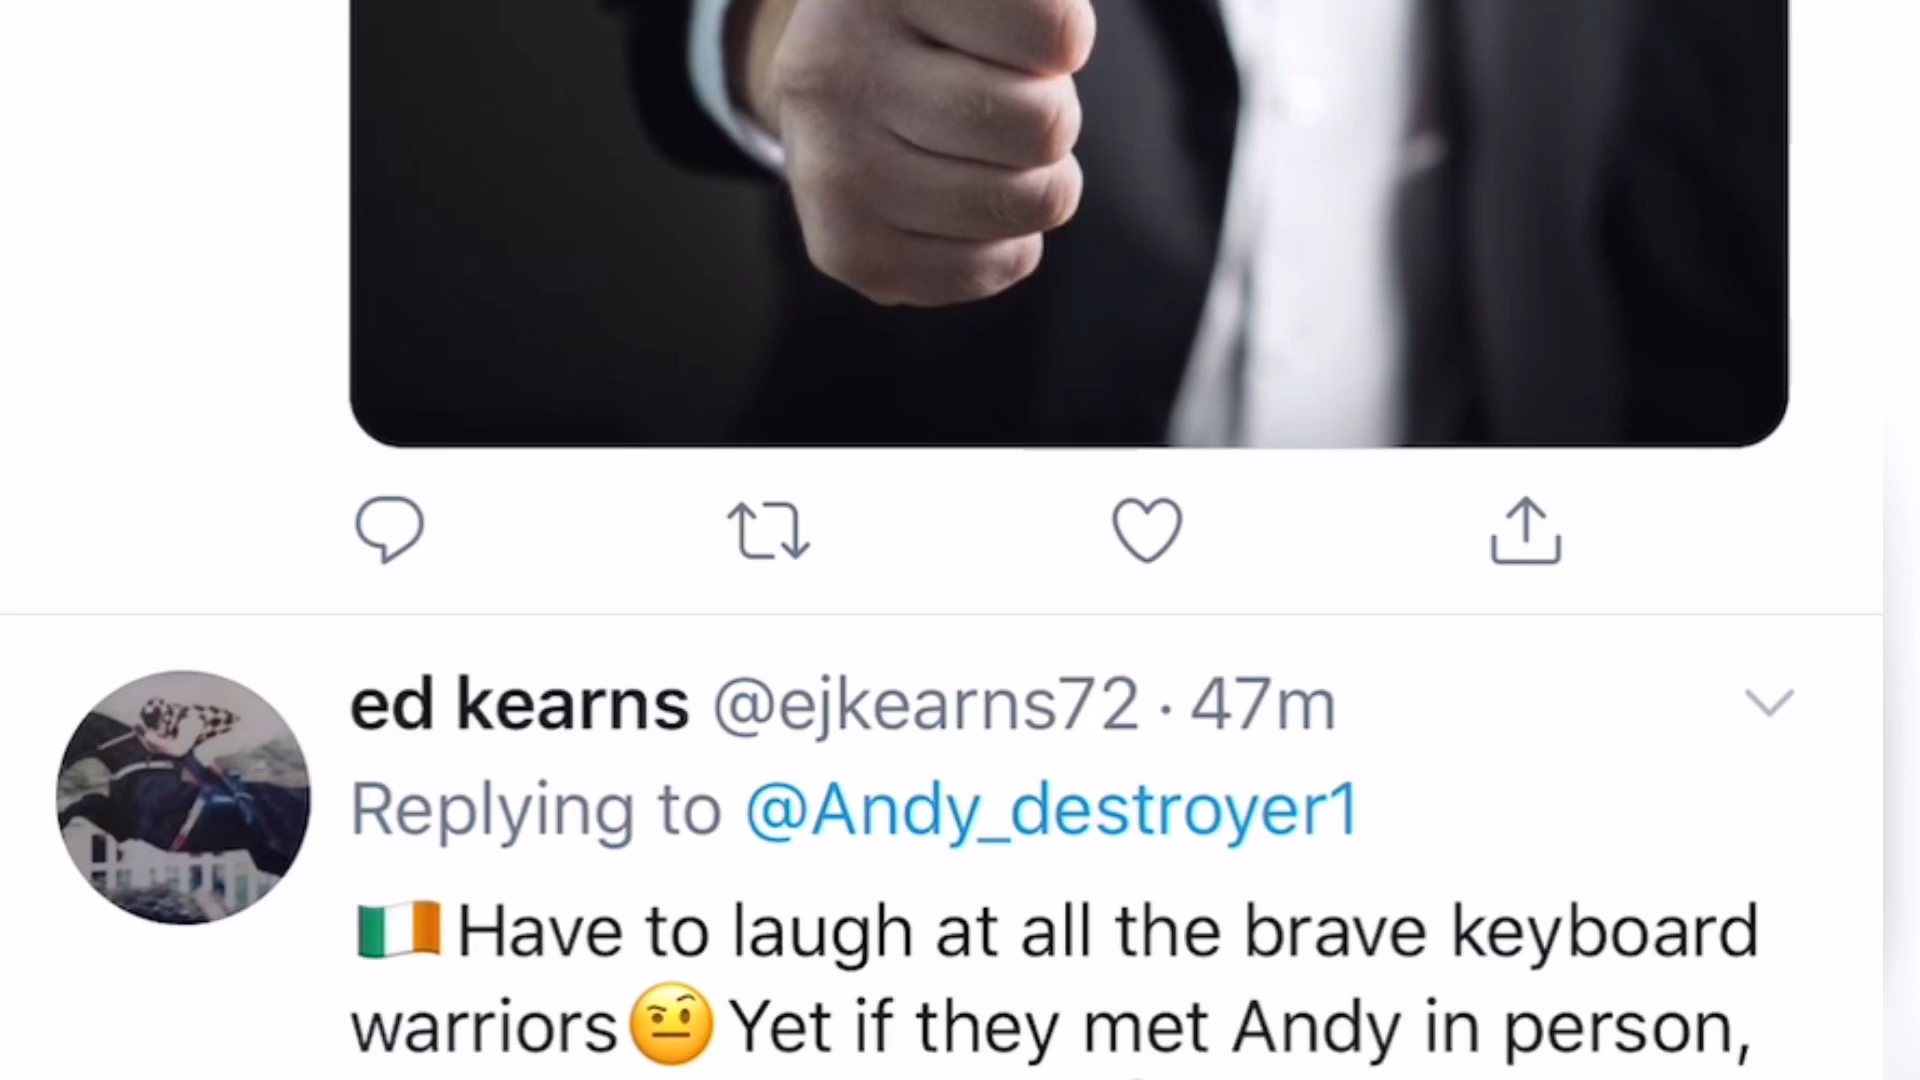 ed kearns @ejkearns72 · 47m
Replying to @Andy_destroyer1
🇮🇪Have to laugh at all the brave keyboard
warriors🤨Yet if they met Andy in person,